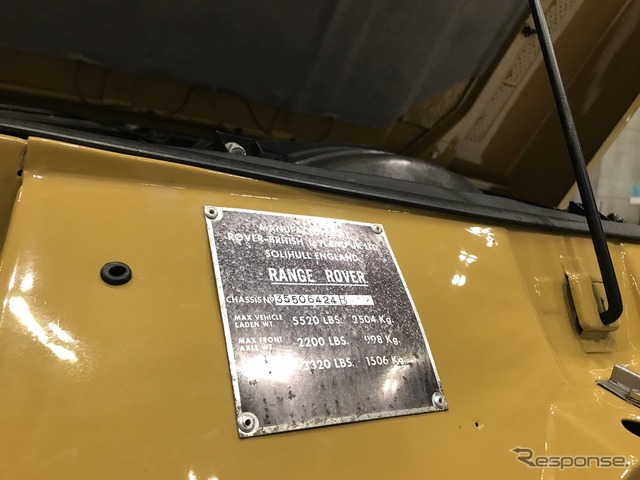 ROVER-BRITISH LEYLAND UK LTD
SOLIHULL ENGLAND
RANGE ROVER
CHASSIS Nº 35506424B
MAX VEHICLE LADEN WT. 5520 LBS. 2504 Kg.
MAX FRONT AXLE WT. 2200 LBS. 998 Kg.
3320 LBS. 1506 Kg.
Response.